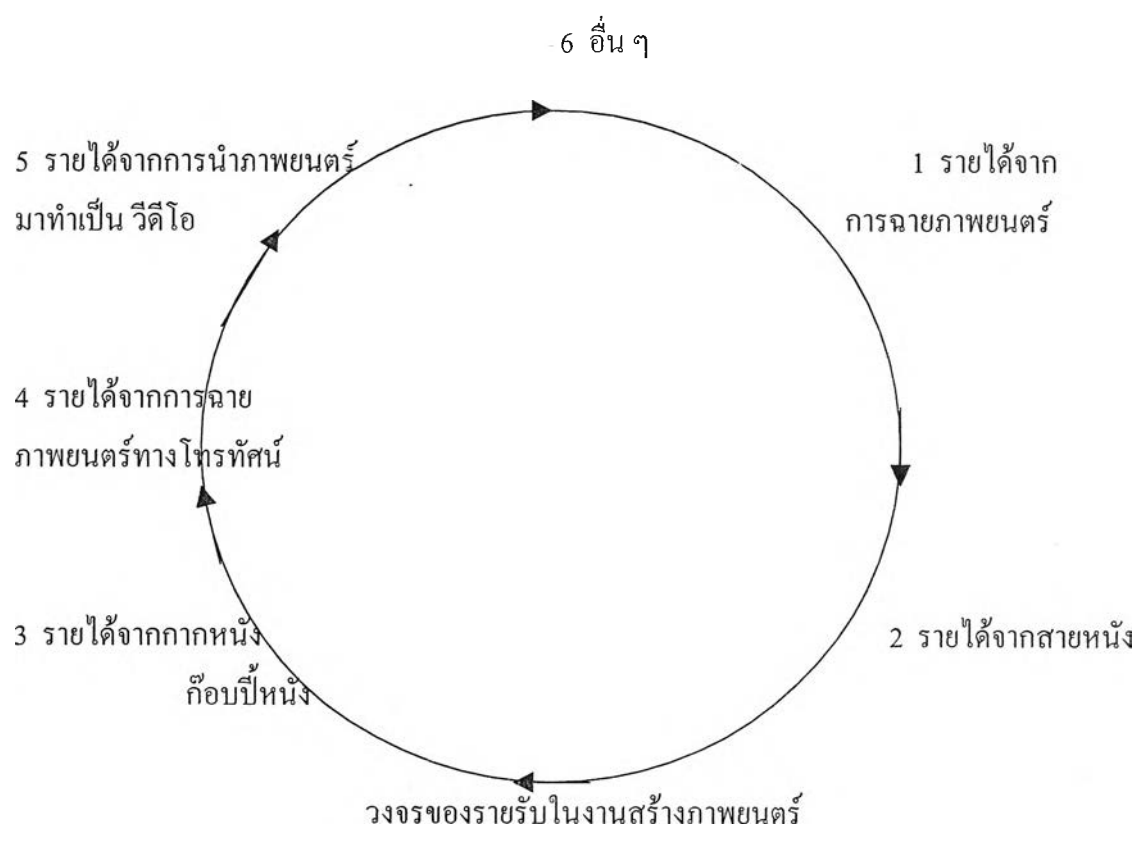 6 อื่น ๆ
1 รายได้จาก
การฉายภาพยนตร์
2 รายได้จากสายหนัง
3 รายได้จากกากหนัง
ก๊อบปี้หนัง
4 รายได้จากการฉาย
ภาพยนตร์ทางโทรทัศน์
5 รายได้จากการนำภาพยนตร์
มาทำเป็น วีดีโอ
วงจรของรายรับในงานสร้างภาพยนตร์